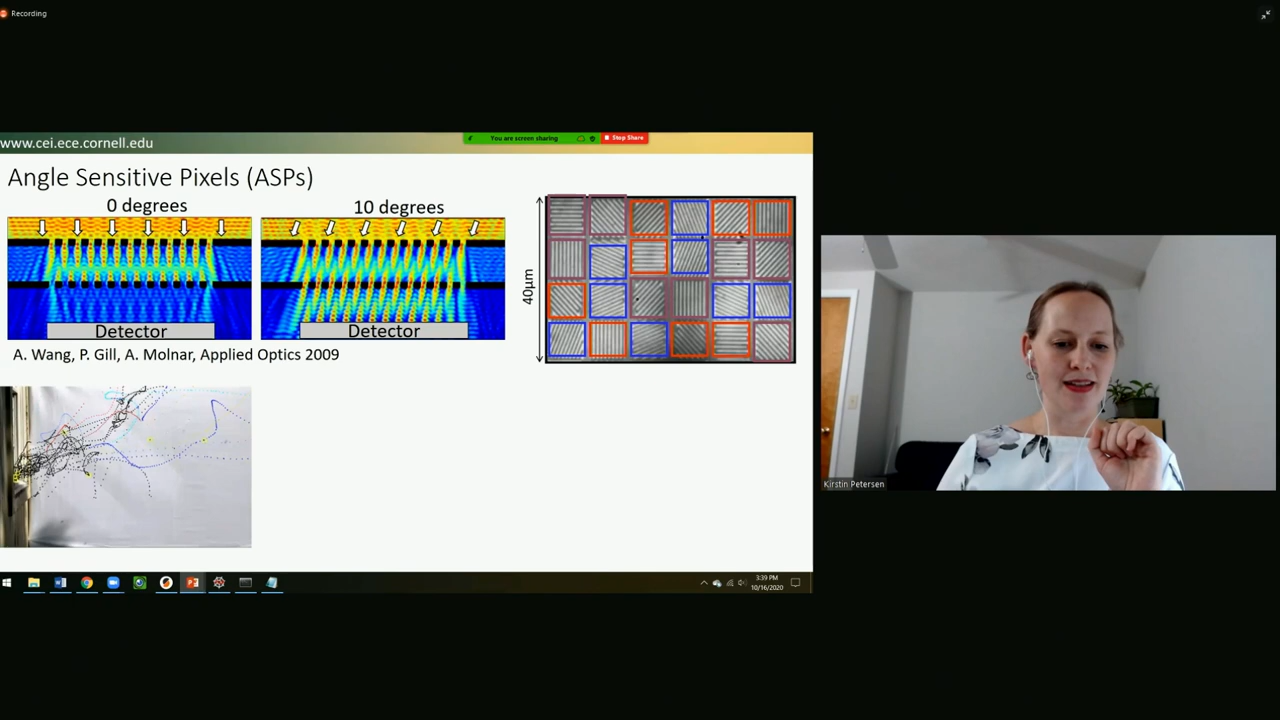 Recording
www.cei.ece.cornell.edu
You are screen sharing
Stop Share
Angle Sensitive Pixels (ASPs)
0 degrees
10 degrees
40µm
Detector
Detector
A. Wang, P. Gill, A. Molnar, Applied Optics 2009
Kirstin Petersen
3:39 PM
10/16/2020